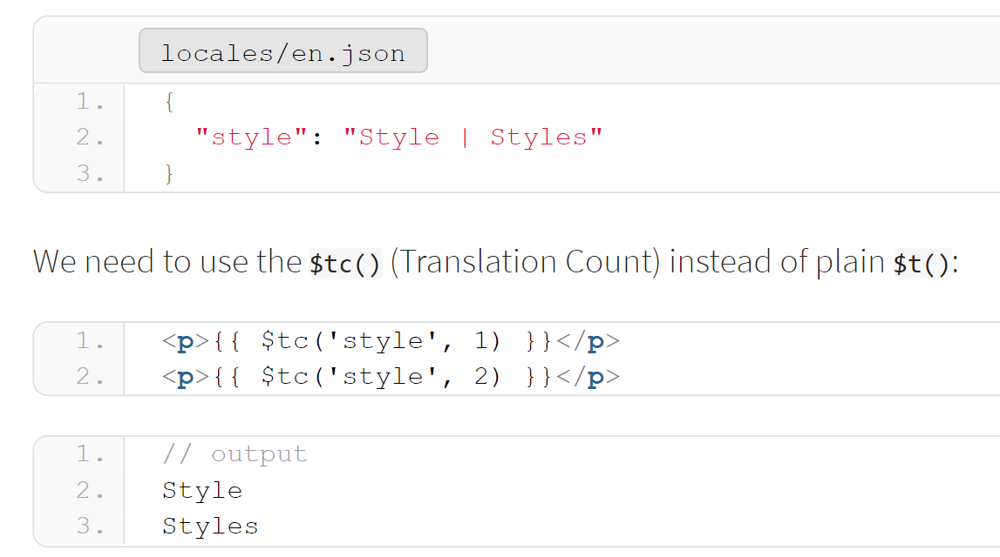 locales/en.json
1. {
2.   "style": "Style | Styles"
3. }
We need to use the $tc() (Translation Count) instead of plain $t():
1. <p>{{ $tc('style', 1) }}</p>
2. <p>{{ $tc('style', 2) }}</p>
1. // output
2. Style
3. Styles